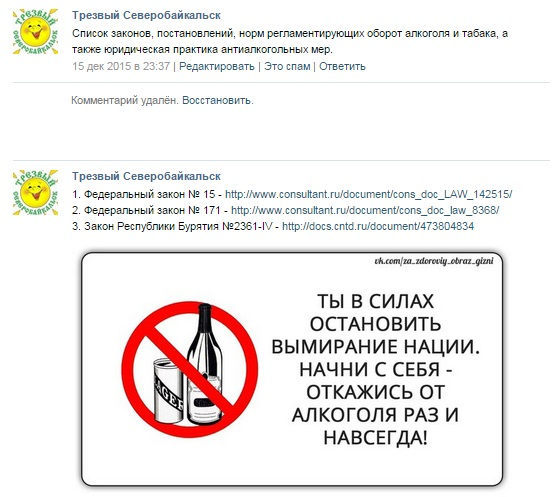 Трезвый Северобайкальск
Список законов, постановлений, норм регламентирующих оборот алкоголя и табака, а
также юридическая практика антиалкогольных мер.
15 дек 2015 в 23:37 | Редактировать | Это спам | Ответить
Комментарий удалён. Восстановить.
Трезвый Северобайкальск
1. Федеральный закон № 15 - http://www.consultant.ru/document/cons_doc_LAW_142515/
2. Федеральный закон № 171 - http://www.consultant.ru/document/cons_doc_law_8368/
3. Закон Республики Бурятия №2361-IV - http://docs.cntd.ru/document/473804834
vk.com/za_zdoroviy_obraz_gizni
ТЫ В СИЛАХ
ОСТАНОВИТЬ
ВЫМИРАНИЕ НАЦИИ.
НАЧНИ С СЕБЯ -
ОТКАЖИСЬ ОТ
АЛКОГОЛЯ РАЗ И
НАВСЕГДА!
LAGER